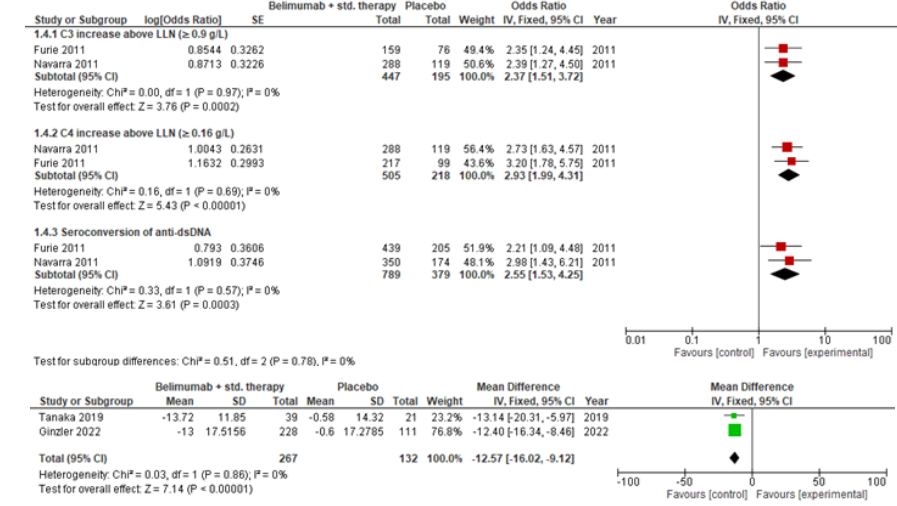 Belimumab + std. therapy Placebo Odds Ratio Odds Ratio
Study or Subgroup log[Odds Ratio] SE Total Total Weight IV, Fixed, 95% CI Year IV, Fixed, 95% CI
1.4.1 C3 increase above LLN (≥ 0.9 g/L)
Furie 2011 0.8544 0.3262 159 76 49.4% 2.35 [1.24, 4.45] 2011
Navarra 2011 0.8713 0.3226 288 119 50.6% 2.39 [1.27, 4.50] 2011
Subtotal (95% CI) 447 195 100.0% 2.37 [1.51, 3.72]
Heterogeneity: Chi² = 0.00, df = 1 (P = 0.97); I² = 0%
Test for overall effect: Z = 3.76 (P = 0.0002)
1.4.2 C4 increase above LLN (≥ 0.16 g/L)
Navarra 2011 1.0043 0.2631 288 119 56.4% 2.73 [1.63, 4.57] 2011
Furie 2011 1.1632 0.2993 217 99 43.6% 3.20 [1.78, 5.75] 2011
Subtotal (95% CI) 505 218 100.0% 2.93 [1.99, 4.31]
Heterogeneity: Chi² = 0.16, df = 1 (P = 0.69); I² = 0%
Test for overall effect: Z = 5.43 (P < 0.00001)
1.4.3 Seroconversion of anti-dsDNA
Furie 2011 0.793 0.3606 439 205 51.9% 2.21 [1.09, 4.48] 2011
Navarra 2011 1.0919 0.3746 350 174 48.1% 2.98 [1.43, 6.21] 2011
Subtotal (95% CI) 789 379 100.0% 2.55 [1.53, 4.25]
Heterogeneity: Chi² = 0.33, df = 1 (P = 0.57); I² = 0%
Test for overall effect: Z = 3.61 (P = 0.0003)
0.01 0.1 1 10 100
Favours [control] Favours [experimental]
Test for subgroup differences: Chi² = 0.51, df = 2 (P = 0.78), I² = 0%
Belimumab + std. therapy Placebo Mean Difference Mean Difference
Study or Subgroup Mean SD Total Mean SD Total Weight IV, Fixed, 95% CI Year IV, Fixed, 95% CI
Tanaka 2019 -13.72 11.85 39 -0.58 14.32 21 23.2% -13.14 [-20.31, -5.97] 2019
Ginzler 2022 -13 17.5156 228 -0.6 17.2785 111 76.8% -12.40 [-16.34, -8.46] 2022
Total (95% CI) 267 132 100.0% -12.57 [-16.02, -9.12]
Heterogeneity: Chi² = 0.03, df = 1 (P = 0.86); I² = 0%
Test for overall effect: Z = 7.14 (P < 0.00001)
-100 -50 0 50 100
Favours [control] Favours [experimental]